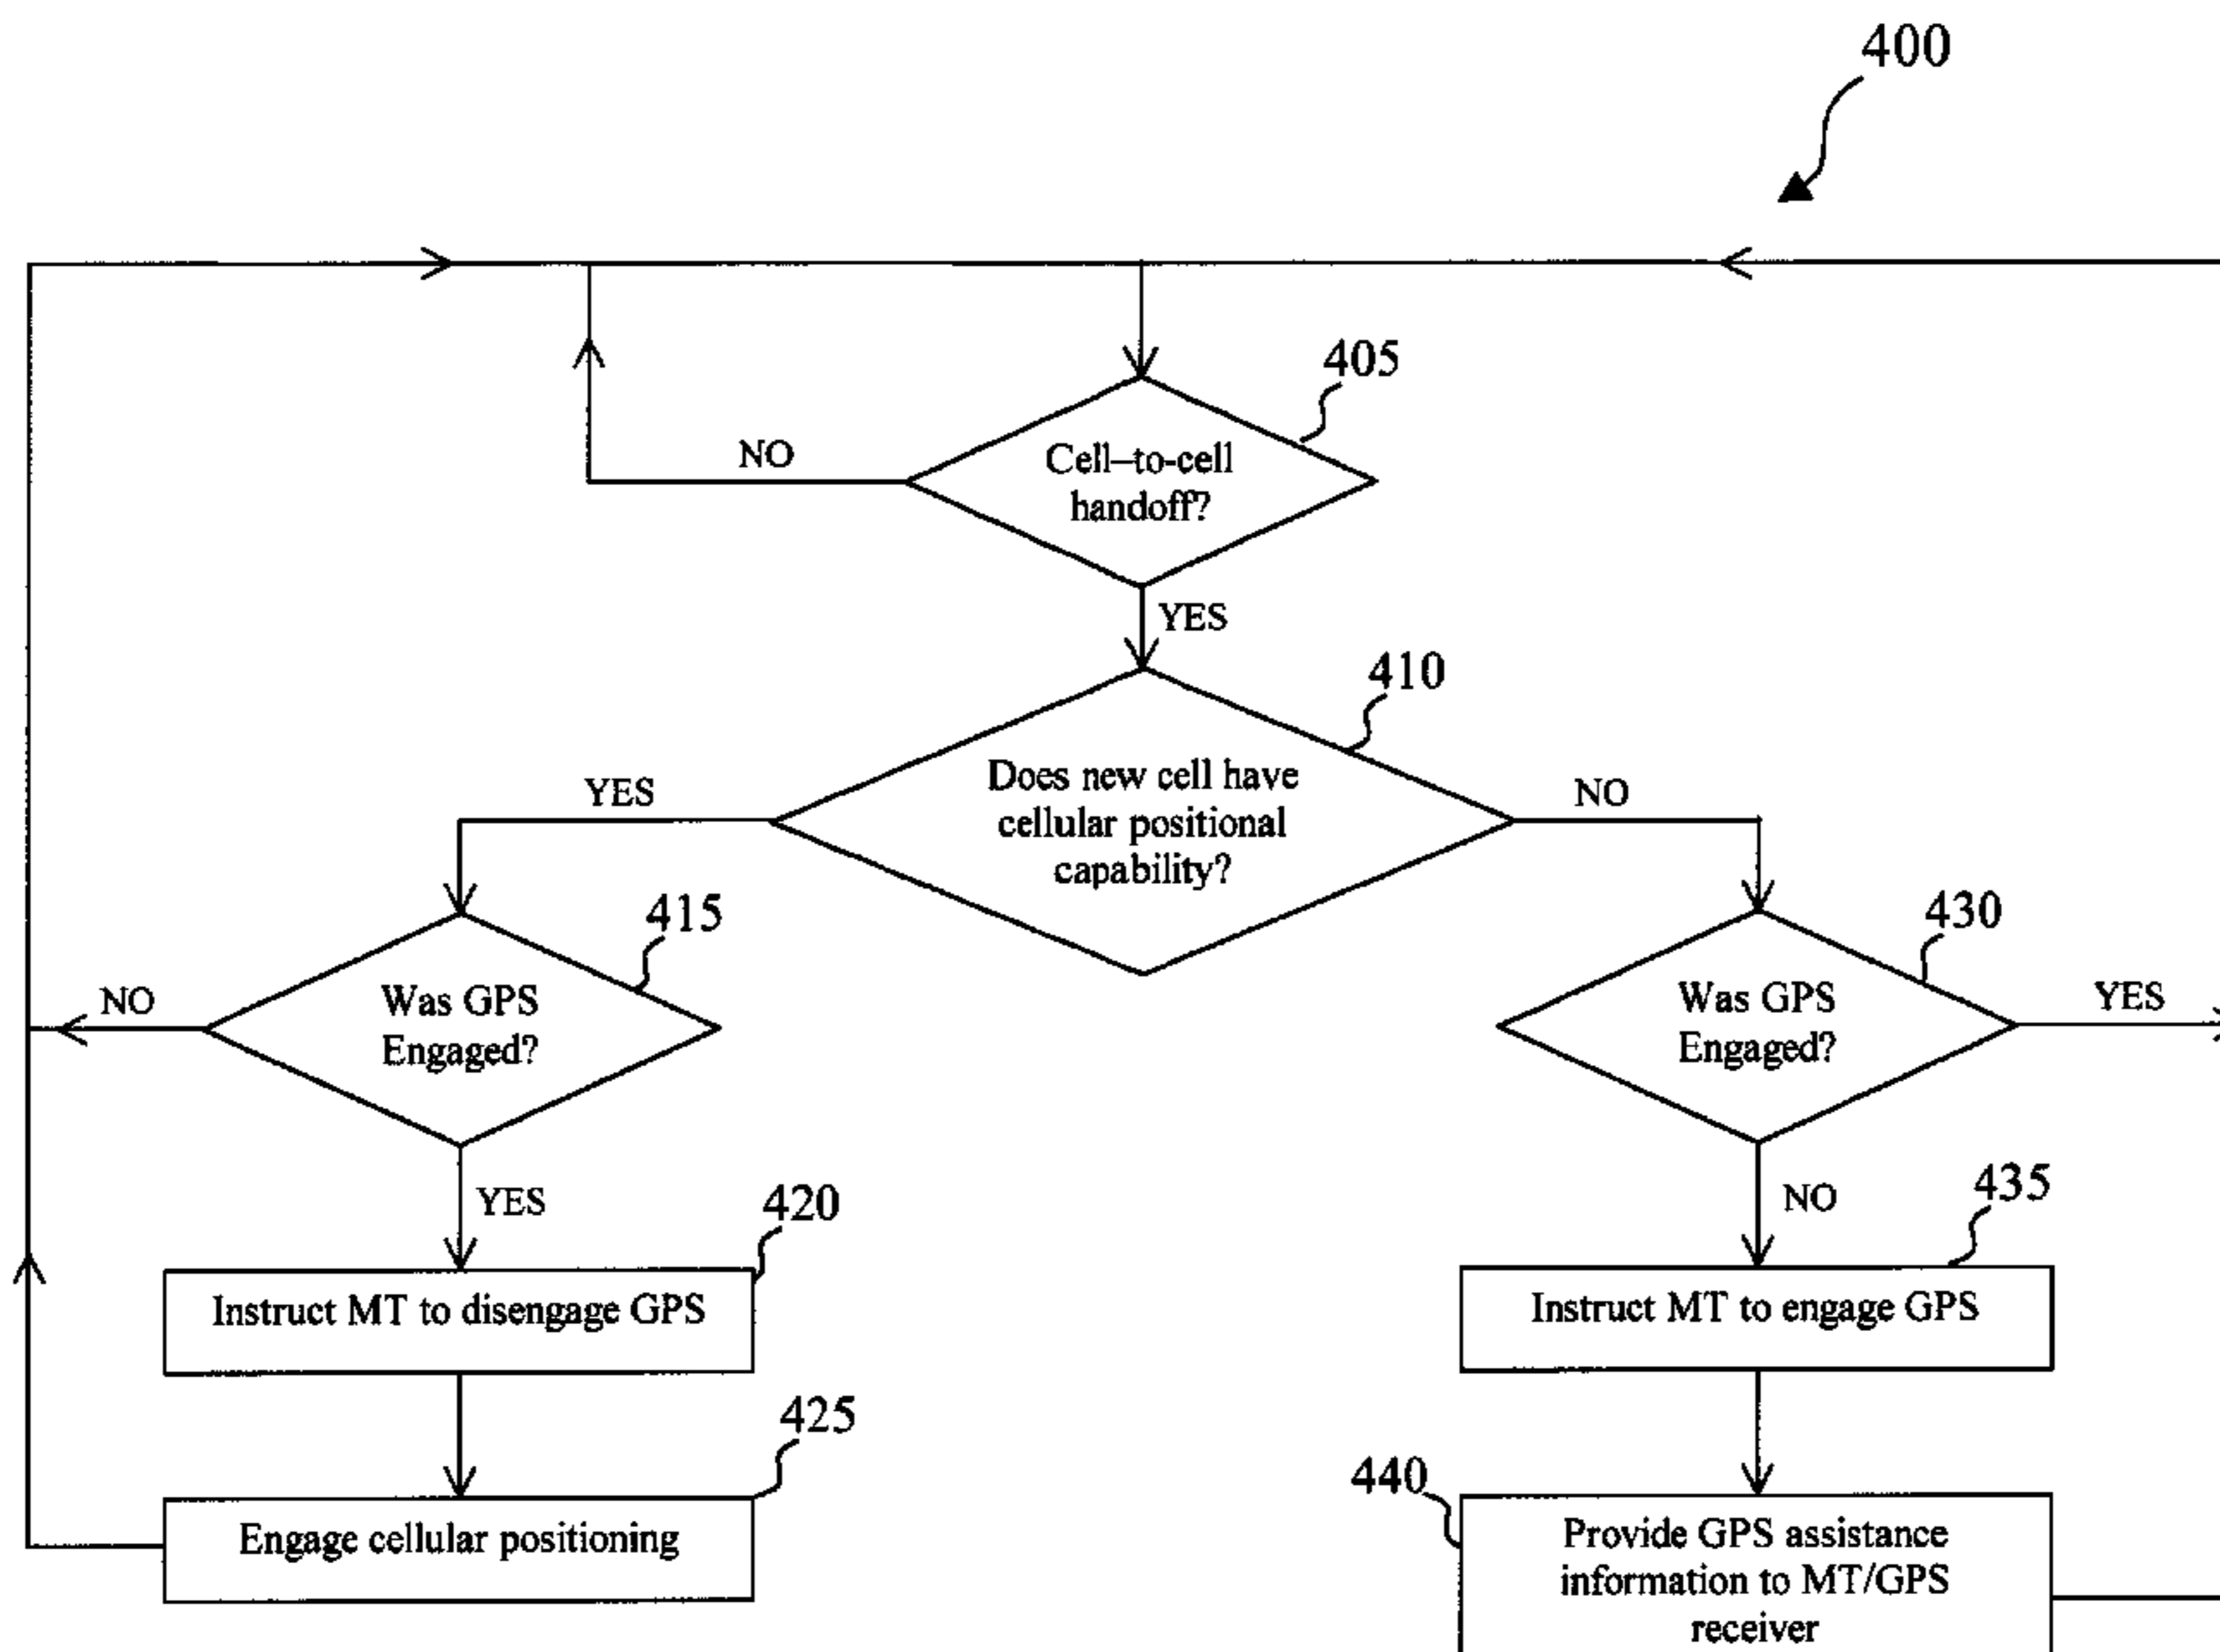 400
405
NO
Cell–to-cell
handoff?
YES
410
YES
Does new cell have
cellular positional
capability?
NO
415
430
NO
Was GPS
Engaged?
Was GPS
Engaged?
YES
YES
420
NO
435
Instruct MT to disengage GPS
Instruct MT to engage GPS
425
440
Engage cellular positioning
Provide GPS assistance
information to MT/GPS
receiver